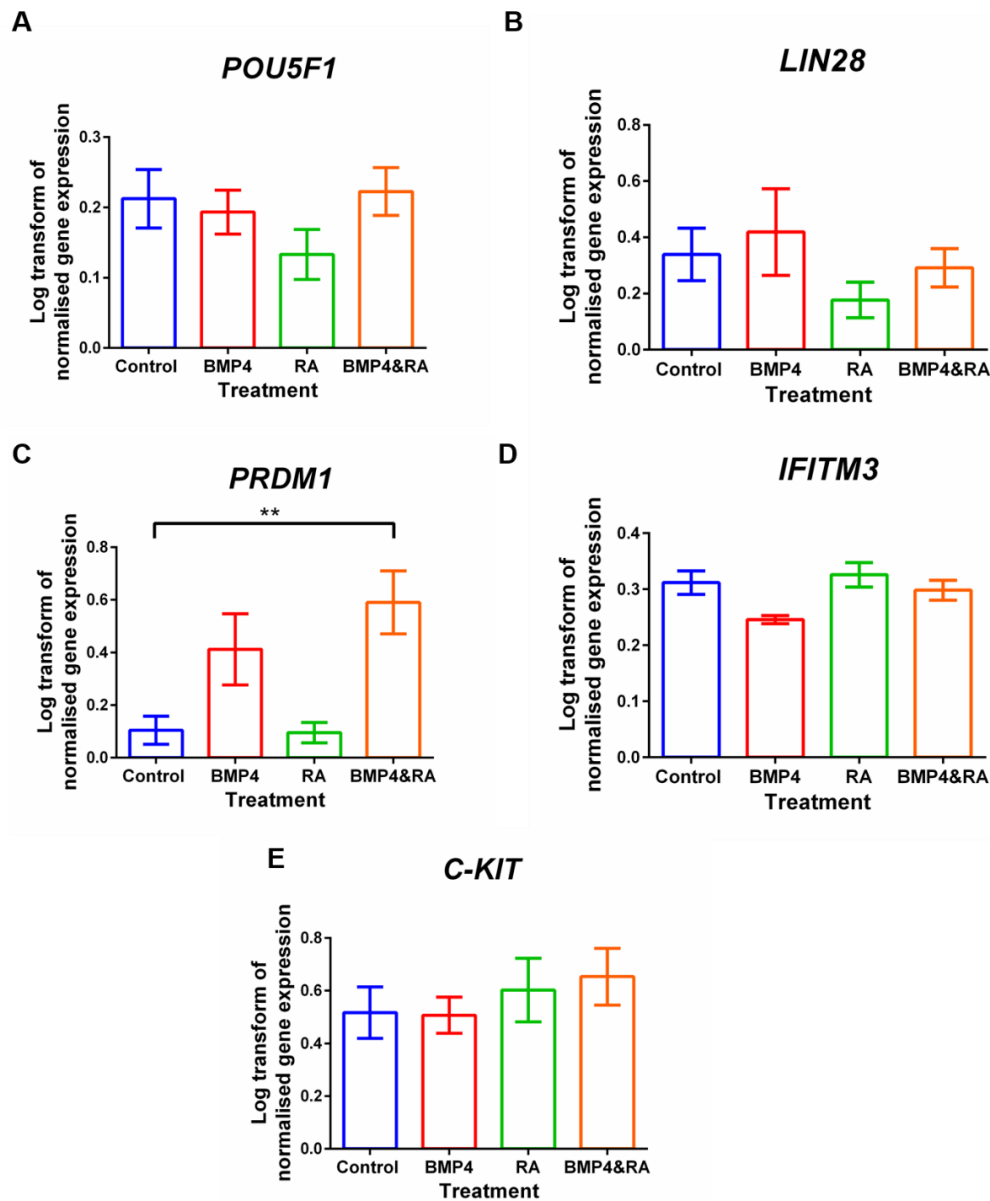 A
POU5F1
Log transform of
normalised gene expression
0.3
0.2
0.1
0.0
Control BMP4 RA BMP4&RA
Treatment
B
LIN28
Log transform of
normalised gene expression
0.8
0.6
0.4
0.2
0.0
Control BMP4 RA BMP4&RA
Treatment
C
PRDM1
**
Log transform of
normalised gene expression
0.8
0.6
0.4
0.2
0.0
Control BMP4 RA BMP4&RA
Treatment
D
IFITM3
Log transform of
normalised gene expression
0.4
0.3
0.2
0.1
0.0
Control BMP4 RA BMP4&RA
Treatment
E
C-KIT
Log transform of
normalised gene expression
0.8
0.6
0.4
0.2
0.0
Control BMP4 RA BMP4&RA
Treatment